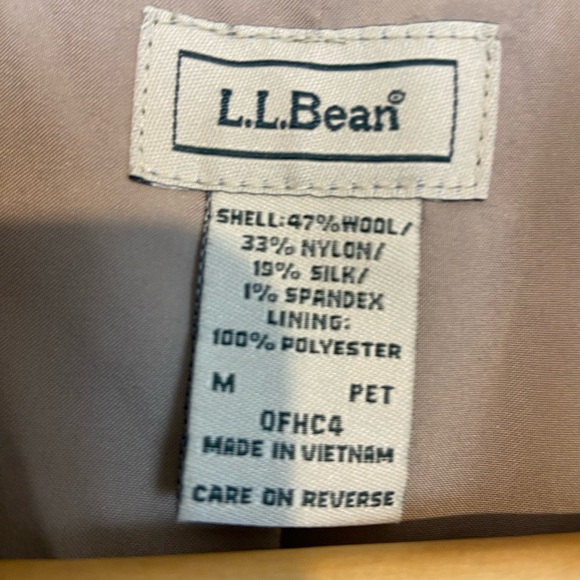 L.L.Bean®
SHELL:47%WOOL/
33% NYLON/
19% SILK/
1% SPANDEX
LINING:
100% POLYESTER
M PET
0FHC4
MADE IN VIETNAM
CARE ON REVERSE